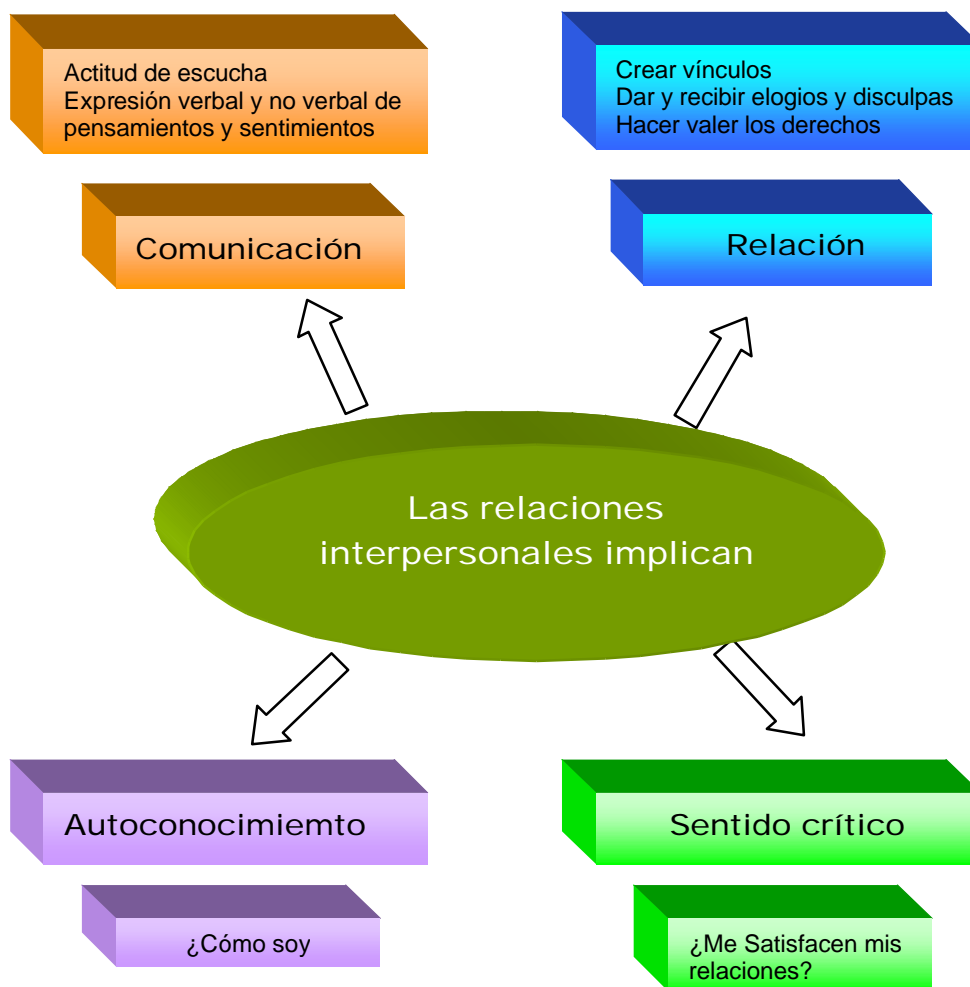 Actitud de escucha
Expresión verbal y no verbal de
pensamientos y sentimientos
Comunicación
Crear vínculos
Dar y recibir elogios y disculpas
Hacer valer los derechos
Relación
Las relaciones
interpersonales implican
Autoconocimiemto
¿Cómo soy
Sentido crítico
¿Me Satisfacen mis
relaciones?